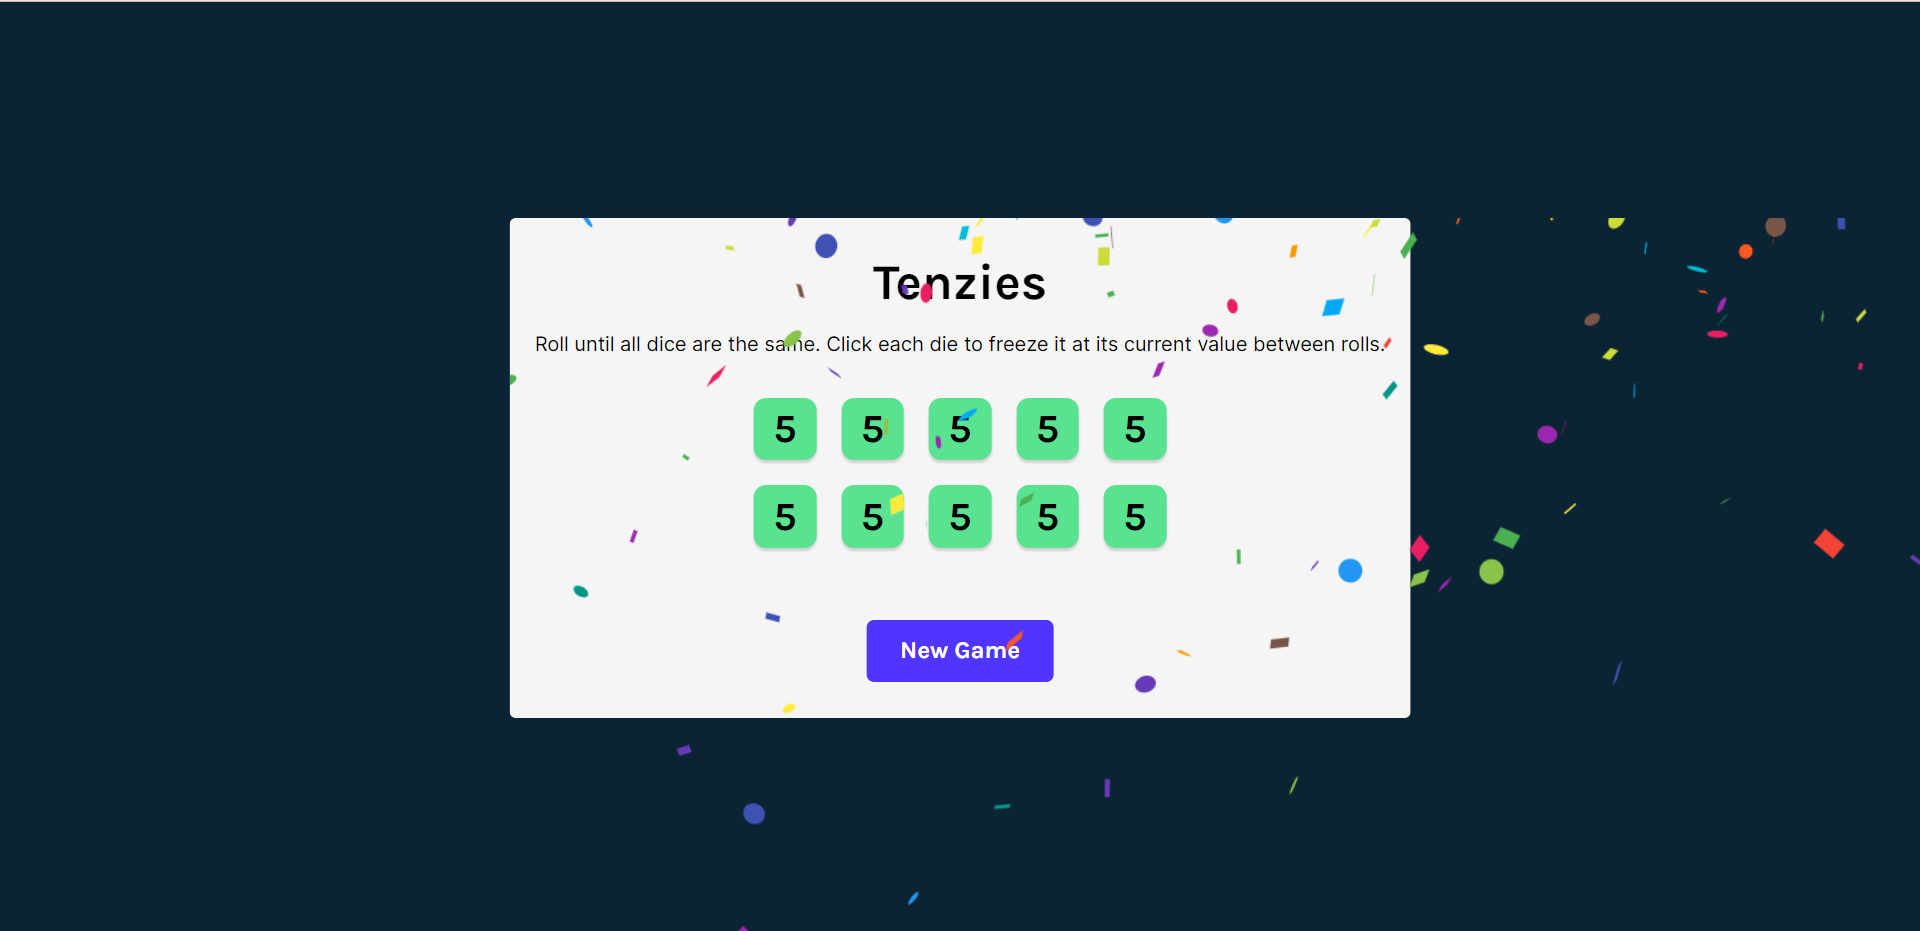 Tenzies
Roll until all dice are the same. Click each die to freeze it at its current value between rolls.
5 5 5 5 5
5 5 5 5 5
New Game